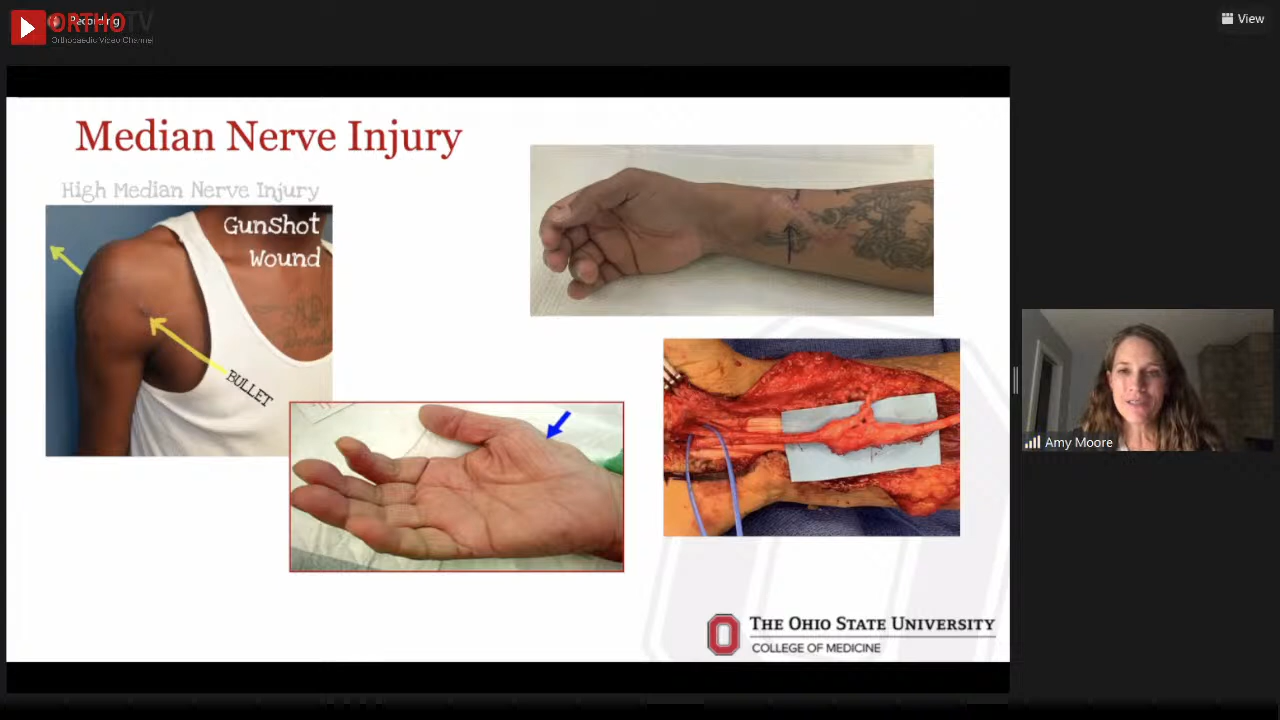 ORTHOTV
Recording
Orthopaedic Video Channel
View
Median Nerve Injury
High Median Nerve Injury
Gunshot
Wound
BULLET
Amy Moore
THE OHIO STATE UNIVERSITY
COLLEGE OF MEDICINE